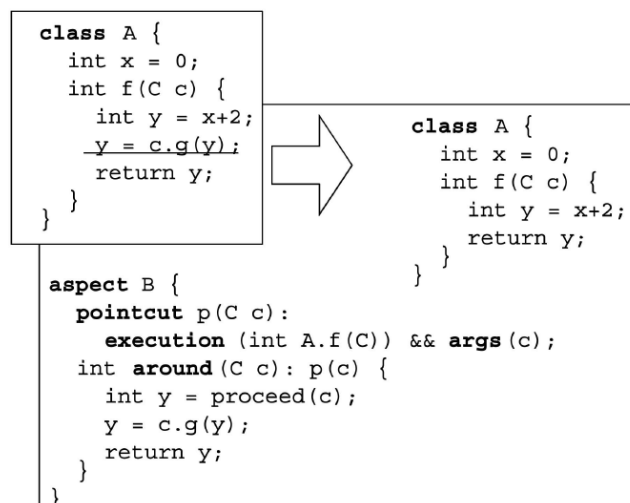 class A {
int x = 0;
int f(C c) {
int y = x+2;
y = c.g(y);
return y;
}
}
class A {
int x = 0;
int f(C c) {
int y = x+2;
return y;
}
}
aspect B {
pointcut p(C c):
execution (int A.f(C)) && args(c);
int around(C c): p(c) {
int y = proceed(c);
y = c.g(y);
return y;
}
}